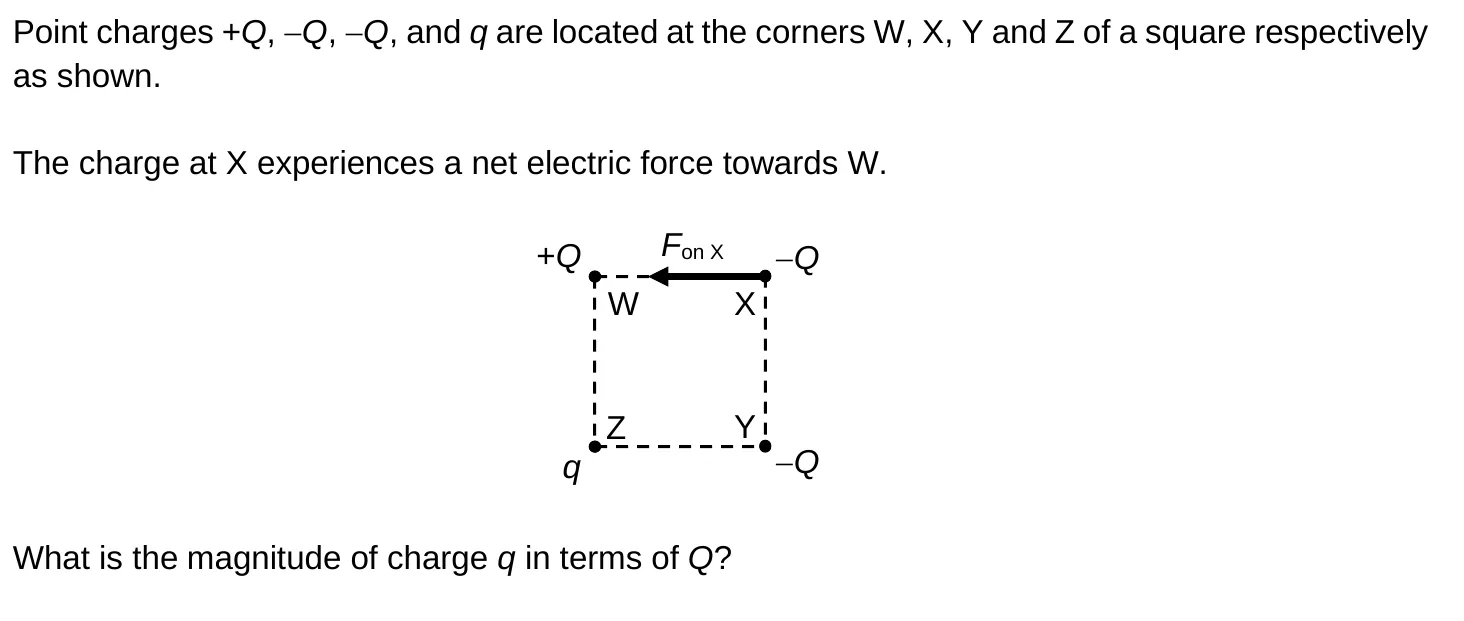 Point charges +Q, –Q, –Q, and q are located at the corners W, X, Y and Z of a square respectively
as shown.
The charge at X experiences a net electric force towards W.
+Q
F on X
–Q
W
X
Z
Y
q
–Q
What is the magnitude of charge q in terms of Q?